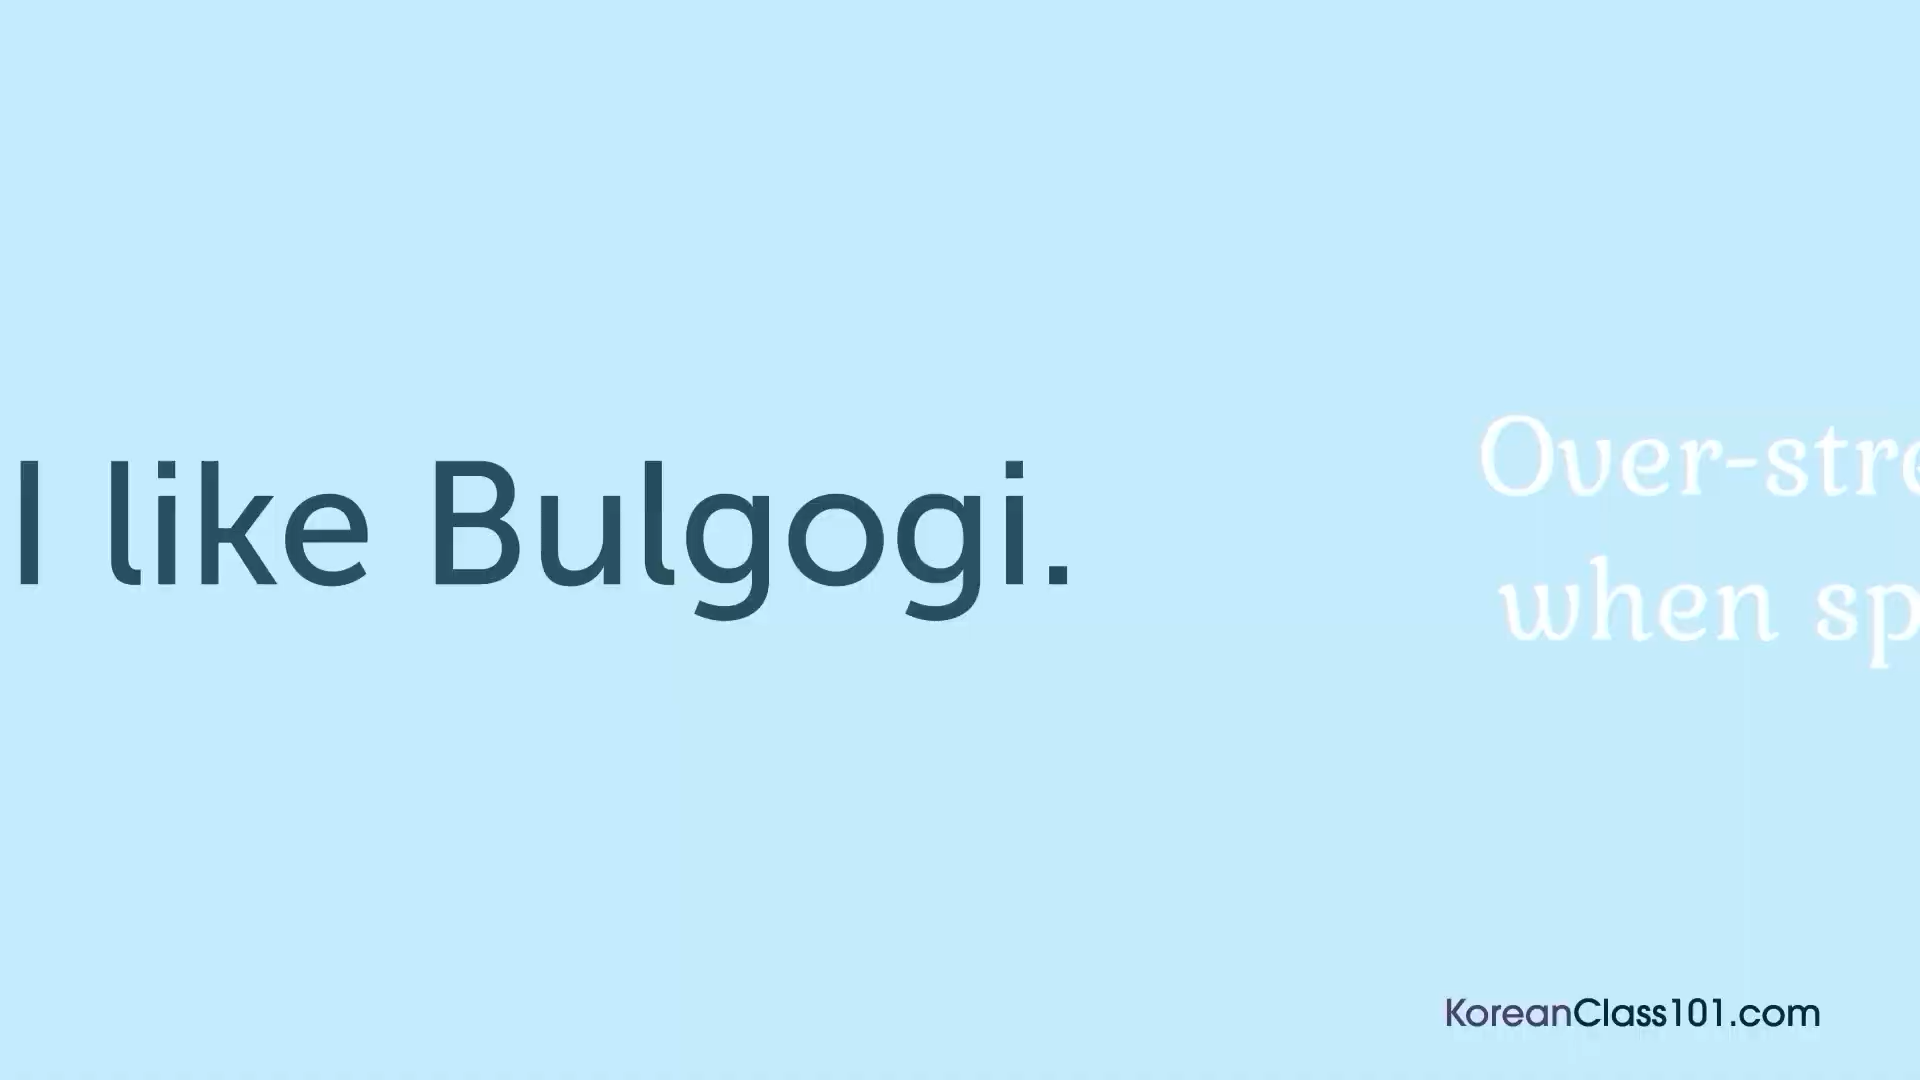 I like Bulgogi.
Over-stre
when sp
KoreanClass101.com